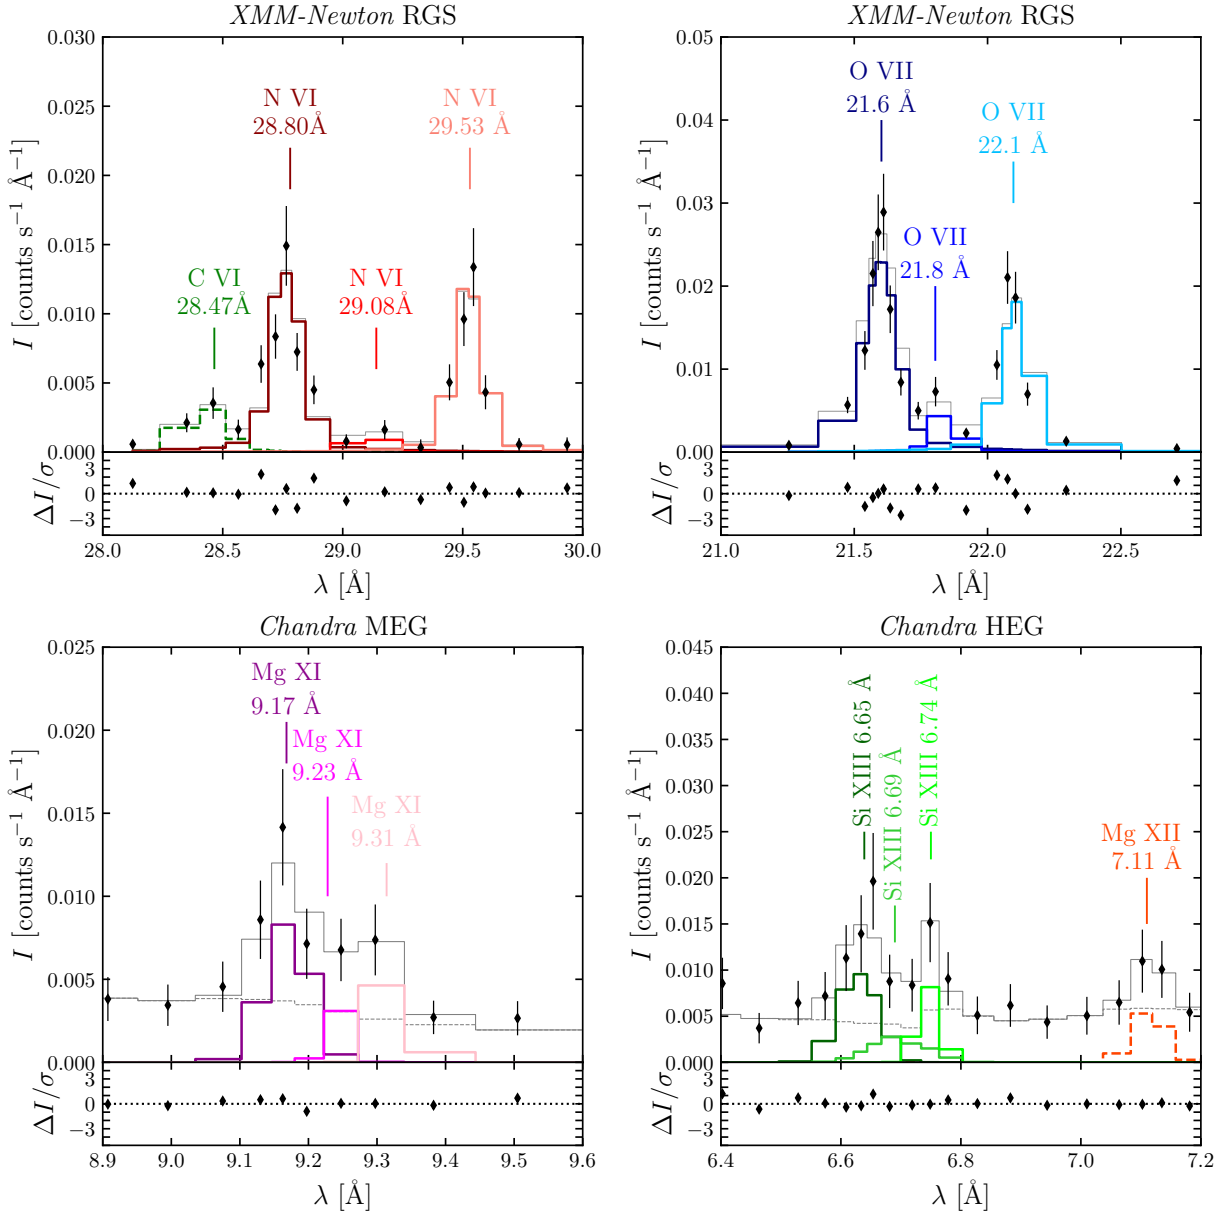 XMM-Newton RGS
0.030
0.025
0.020
0.015
0.010
0.005
0.000
I [counts s⁻¹ Å⁻¹]
N VI
28.80Å
N VI
29.53 Å
C VI
28.47Å
N VI
29.08Å
3
0
−3
ΔI/σ
28.0 28.5 29.0 29.5 30.0
λ [Å]
XMM-Newton RGS
0.05
0.04
0.03
0.02
0.01
0.00
I [counts s⁻¹ Å⁻¹]
O VII
21.6 Å
O VII
22.1 Å
O VII
21.8 Å
3
0
−3
ΔI/σ
21.0 21.5 22.0 22.5
λ [Å]
Chandra MEG
0.025
0.020
0.015
0.010
0.005
0.000
I [counts s⁻¹ Å⁻¹]
Mg XI
9.17 Å
Mg XI
9.23 Å
Mg XI
9.31 Å
3
0
−3
ΔI/σ
8.9 9.0 9.1 9.2 9.3 9.4 9.5 9.6
λ [Å]
Chandra HEG
0.045
0.040
0.035
0.030
0.025
0.020
0.015
0.010
0.005
0.000
I [counts s⁻¹ Å⁻¹]
Si XIII 6.65 Å
Si XIII 6.69 Å
Si XIII 6.74 Å
Mg XII
7.11 Å
3
0
−3
ΔI/σ
6.4 6.6 6.8 7.0 7.2
λ [Å]